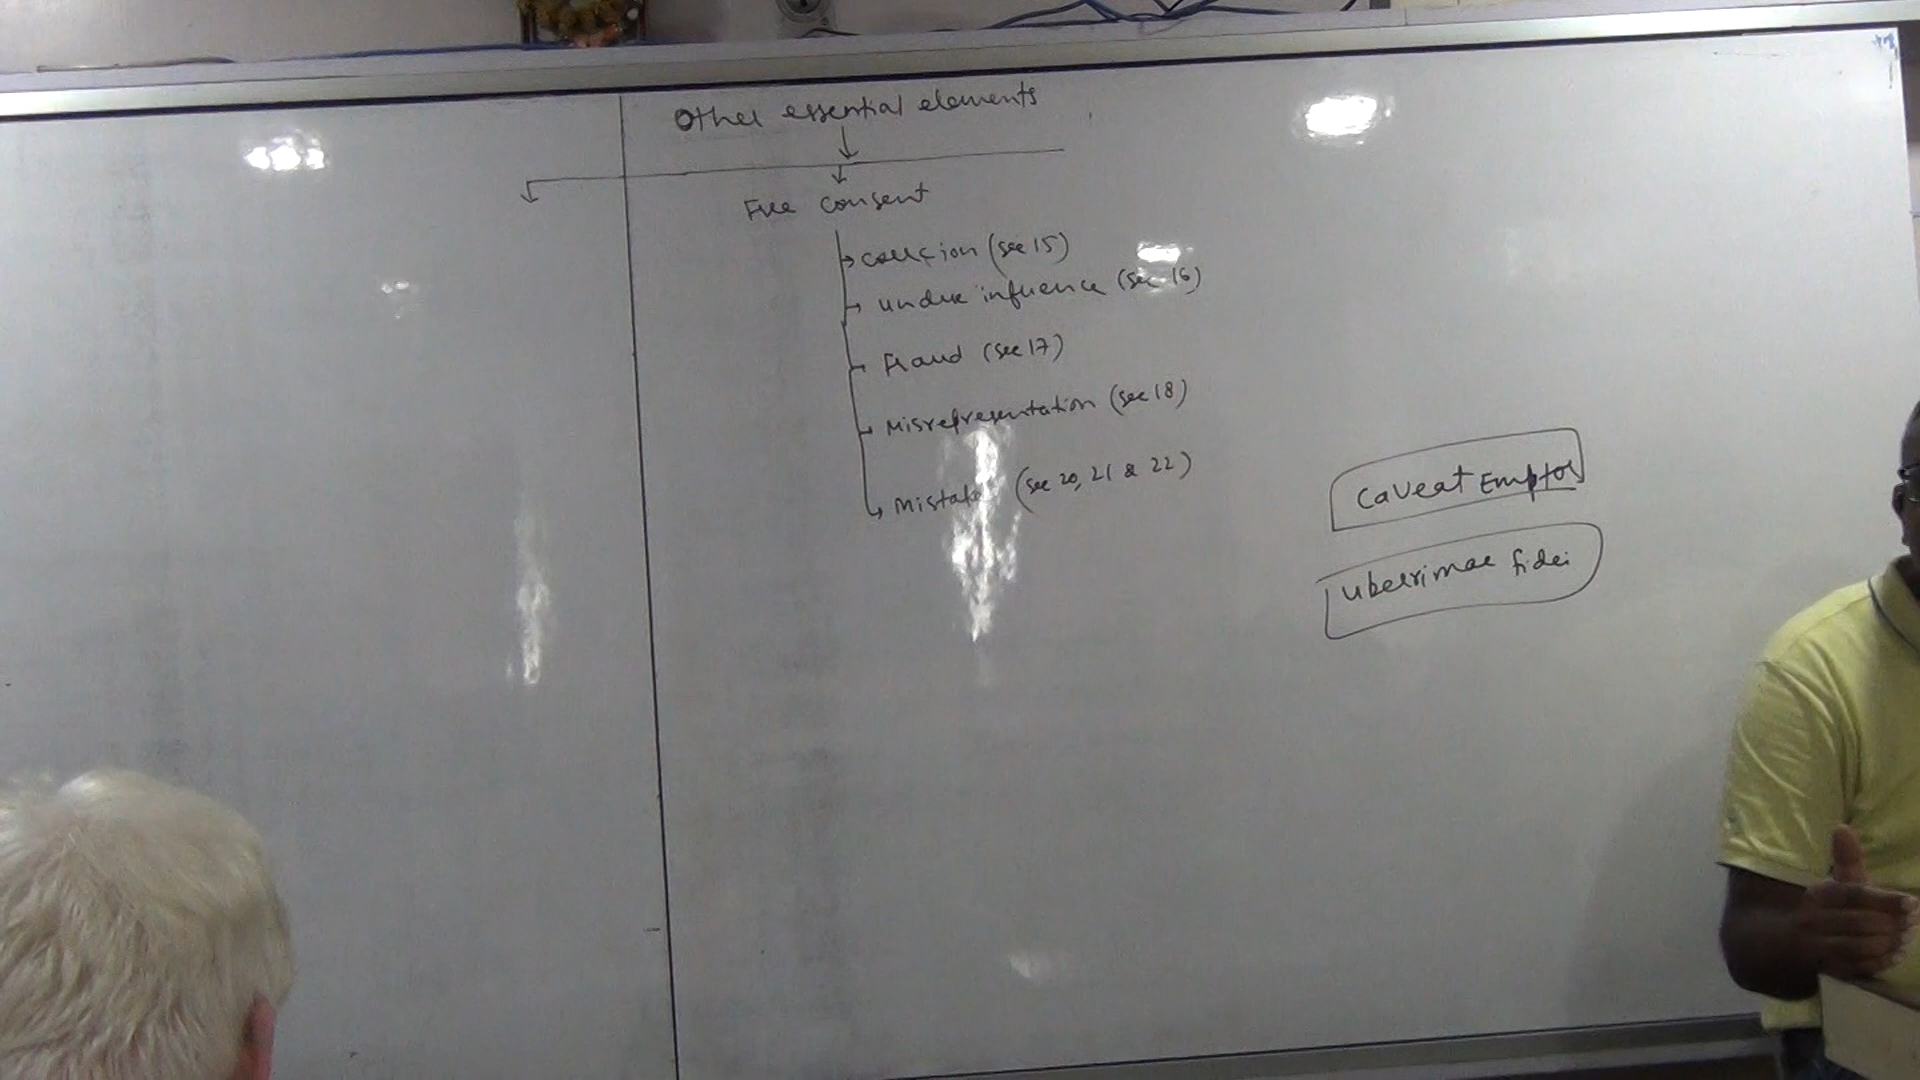 Other essential elements
Free consent
coercion (sec 15)
undue influence (sec 16)
Fraud (sec 17)
Misrepresentation (sec 18)
Mistake (sec 20, 21 & 22)
Caveat Emptor
uberrimae fidei